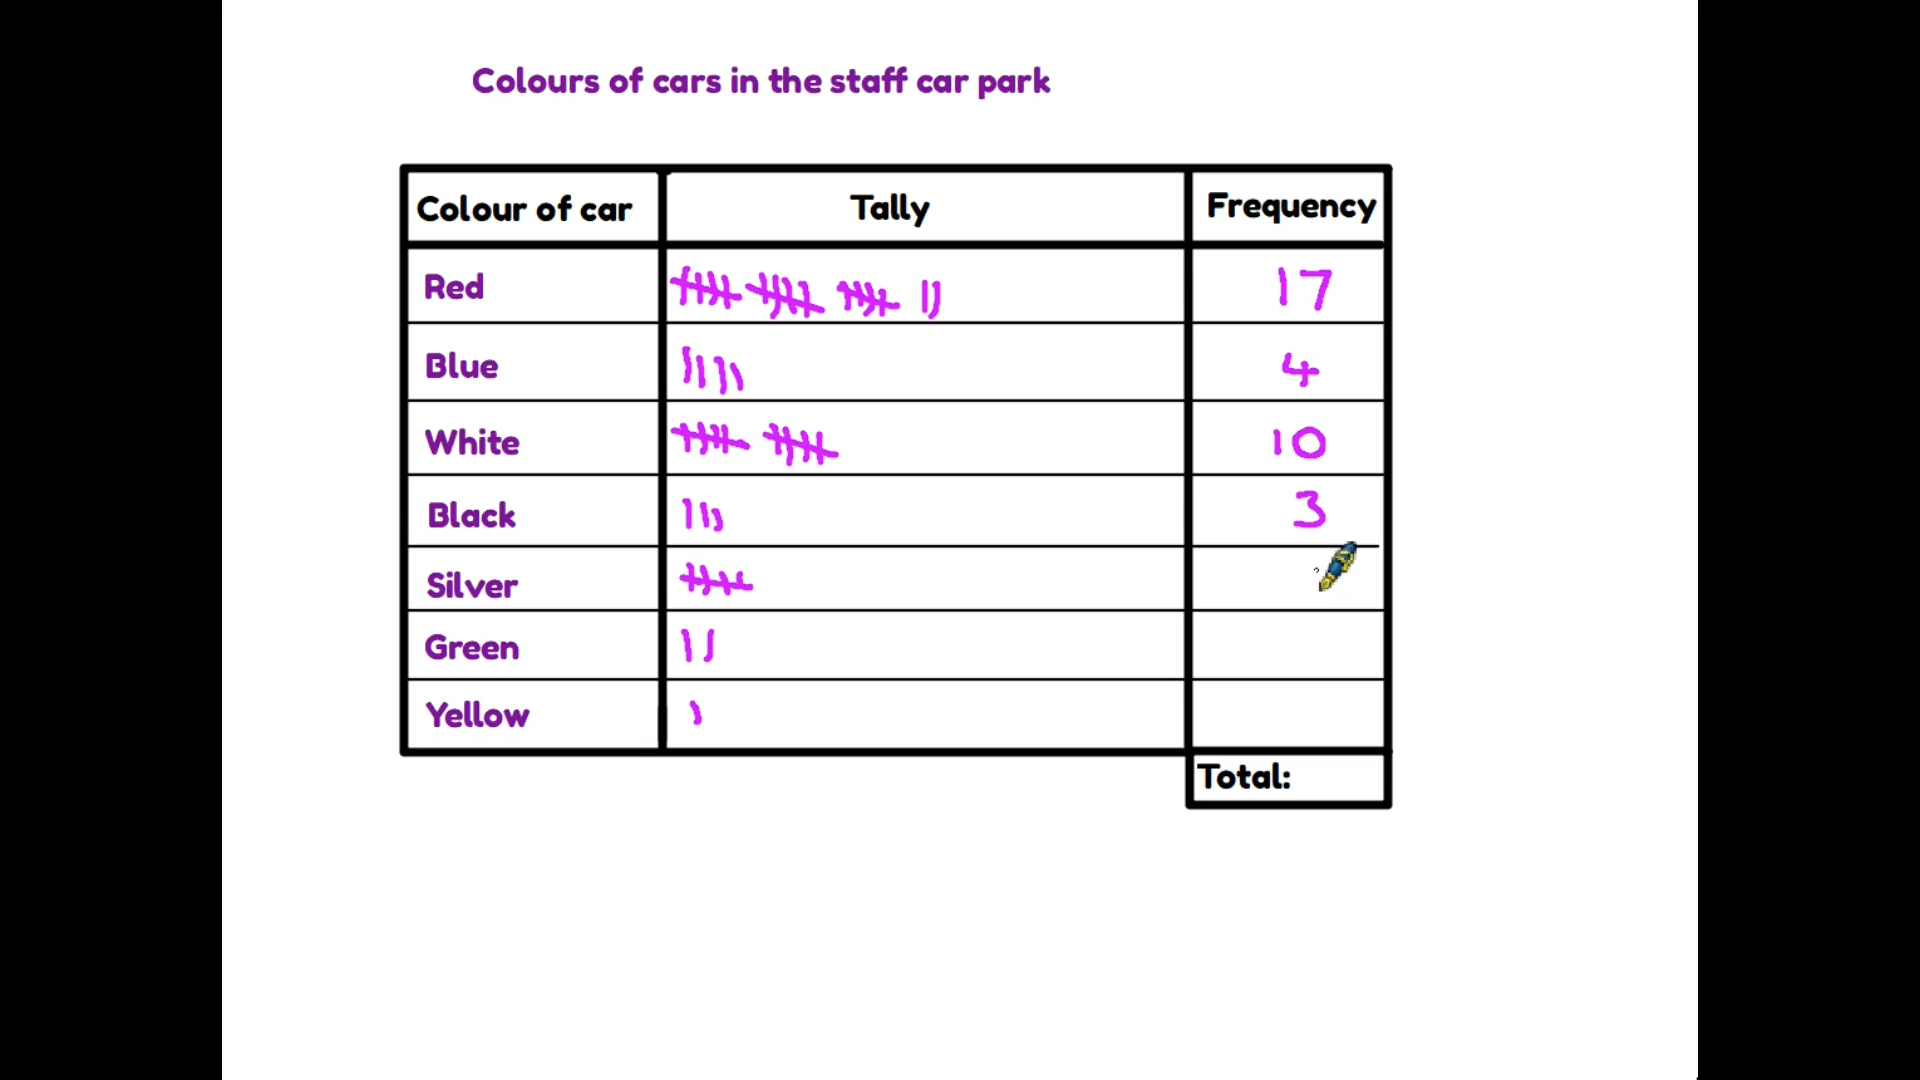 Colours of cars in the staff car park
Colour of car Tally Frequency
Red 17
Blue 4
White 10
Black 3
Silver
Green
Yellow
Total: